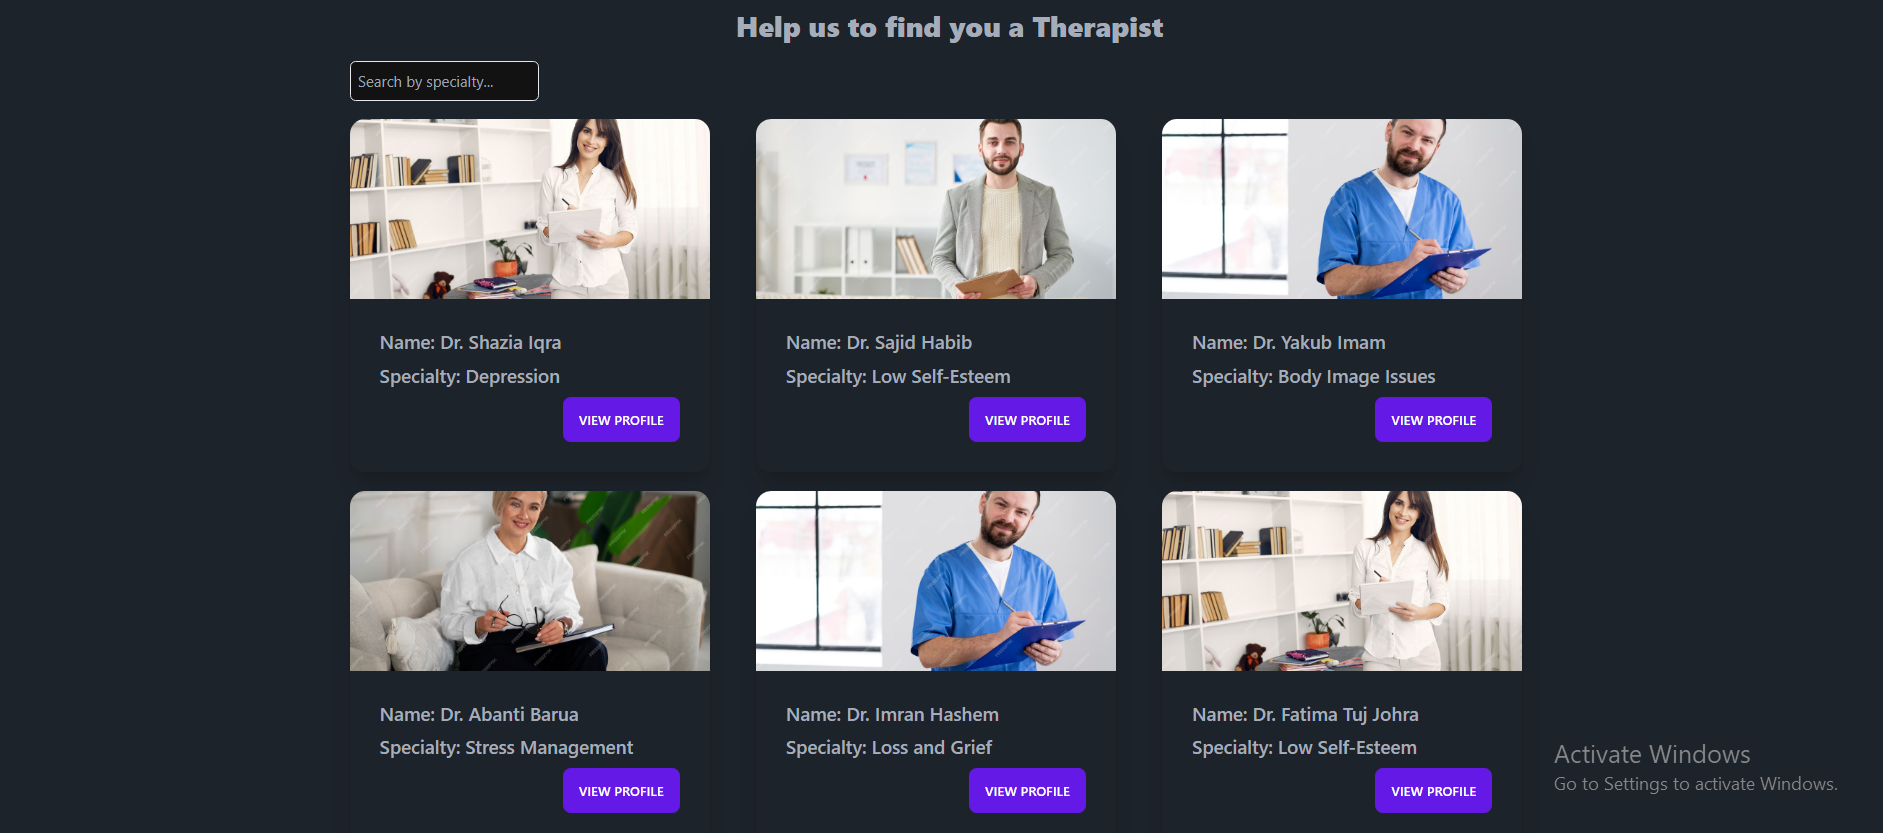 Help us to find you a Therapist
Search by specialty...
Name: Dr. Shazia Iqra
Specialty: Depression
VIEW PROFILE
Name: Dr. Sajid Habib
Specialty: Low Self-Esteem
VIEW PROFILE
Name: Dr. Yakub Imam
Specialty: Body Image Issues
VIEW PROFILE
Name: Dr. Abanti Barua
Specialty: Stress Management
VIEW PROFILE
Name: Dr. Imran Hashem
Specialty: Loss and Grief
VIEW PROFILE
Name: Dr. Fatima Tuj Johra
Specialty: Low Self-Esteem
VIEW PROFILE
Activate Windows
Go to Settings to activate Windows.